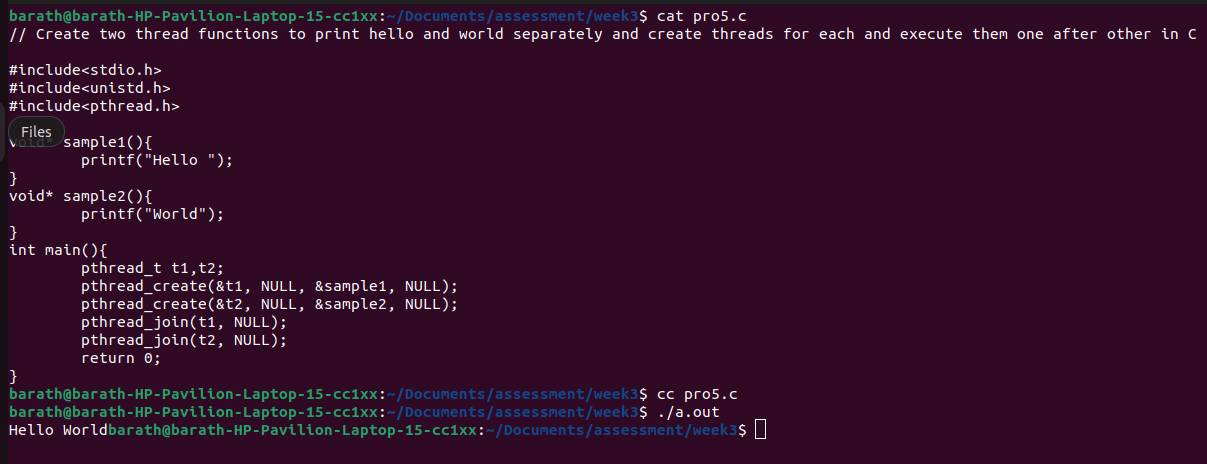 barath@barath-HP-Pavilion-Laptop-15-cc1xx:~/Documents/assessment/week3$ cat pro5.c
// Create two thread functions to print hello and world separately and create threads for each and execute them one after other in C
#include<stdio.h>
#include<unistd.h>
#include<pthread.h>
Files
void* sample1(){
        printf("Hello ");
}
void* sample2(){
        printf("World");
}
int main(){
        pthread_t t1,t2;
        pthread_create(&t1, NULL, &sample1, NULL);
        pthread_create(&t2, NULL, &sample2, NULL);
        pthread_join(t1, NULL);
        pthread_join(t2, NULL);
        return 0;
}
barath@barath-HP-Pavilion-Laptop-15-cc1xx:~/Documents/assessment/week3$ cc pro5.c
barath@barath-HP-Pavilion-Laptop-15-cc1xx:~/Documents/assessment/week3$ ./a.out
Hello Worldbarath@barath-HP-Pavilion-Laptop-15-cc1xx:~/Documents/assessment/week3$